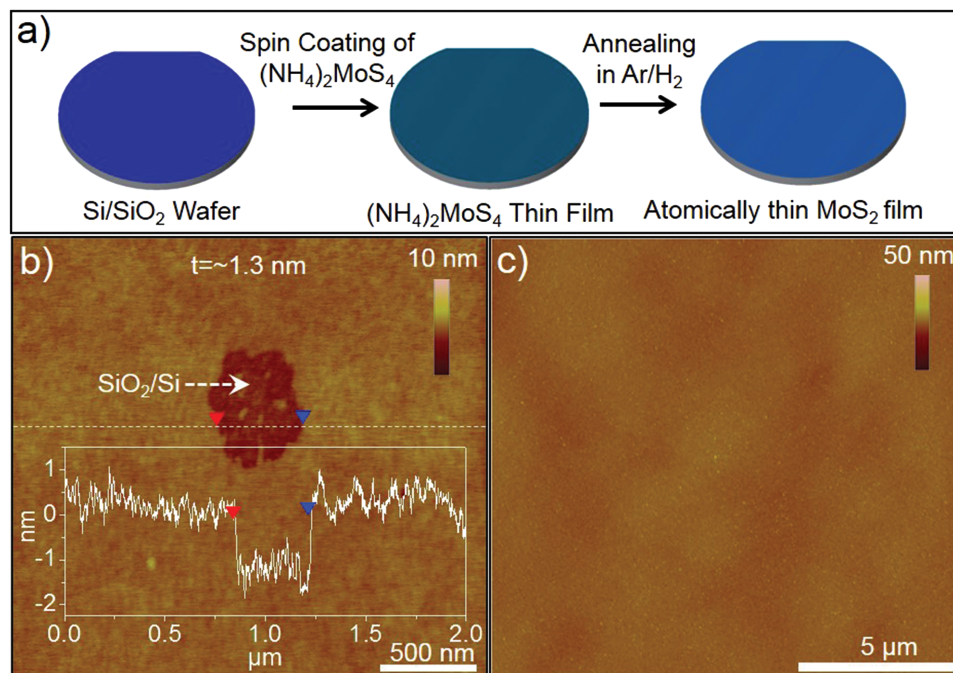 a)
Spin Coating of
(NH₄)₂MoS₄
Annealing
in Ar/H₂
Si/SiO₂ Wafer
(NH₄)₂MoS₄ Thin Film
Atomically thin MoS₂ film
b)
t=~1.3 nm
10 nm
SiO₂/Si
1
0
-1
-2
nm
0.0 0.5 1.0 1.5 2.0
µm
500 nm
c)
50 nm
5 µm